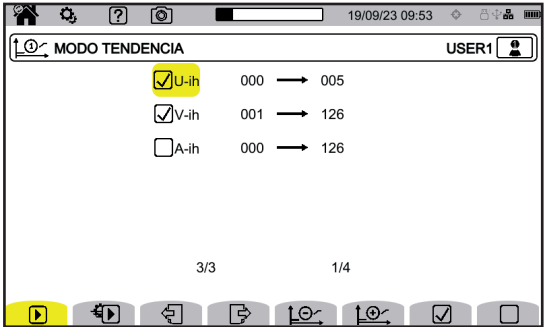 ?
19/09/23 09:53
1 MODO TENDENCIA USER1
U-ih 000 → 005
V-ih 001 → 126
A-ih 000 → 126
3/3 1/4